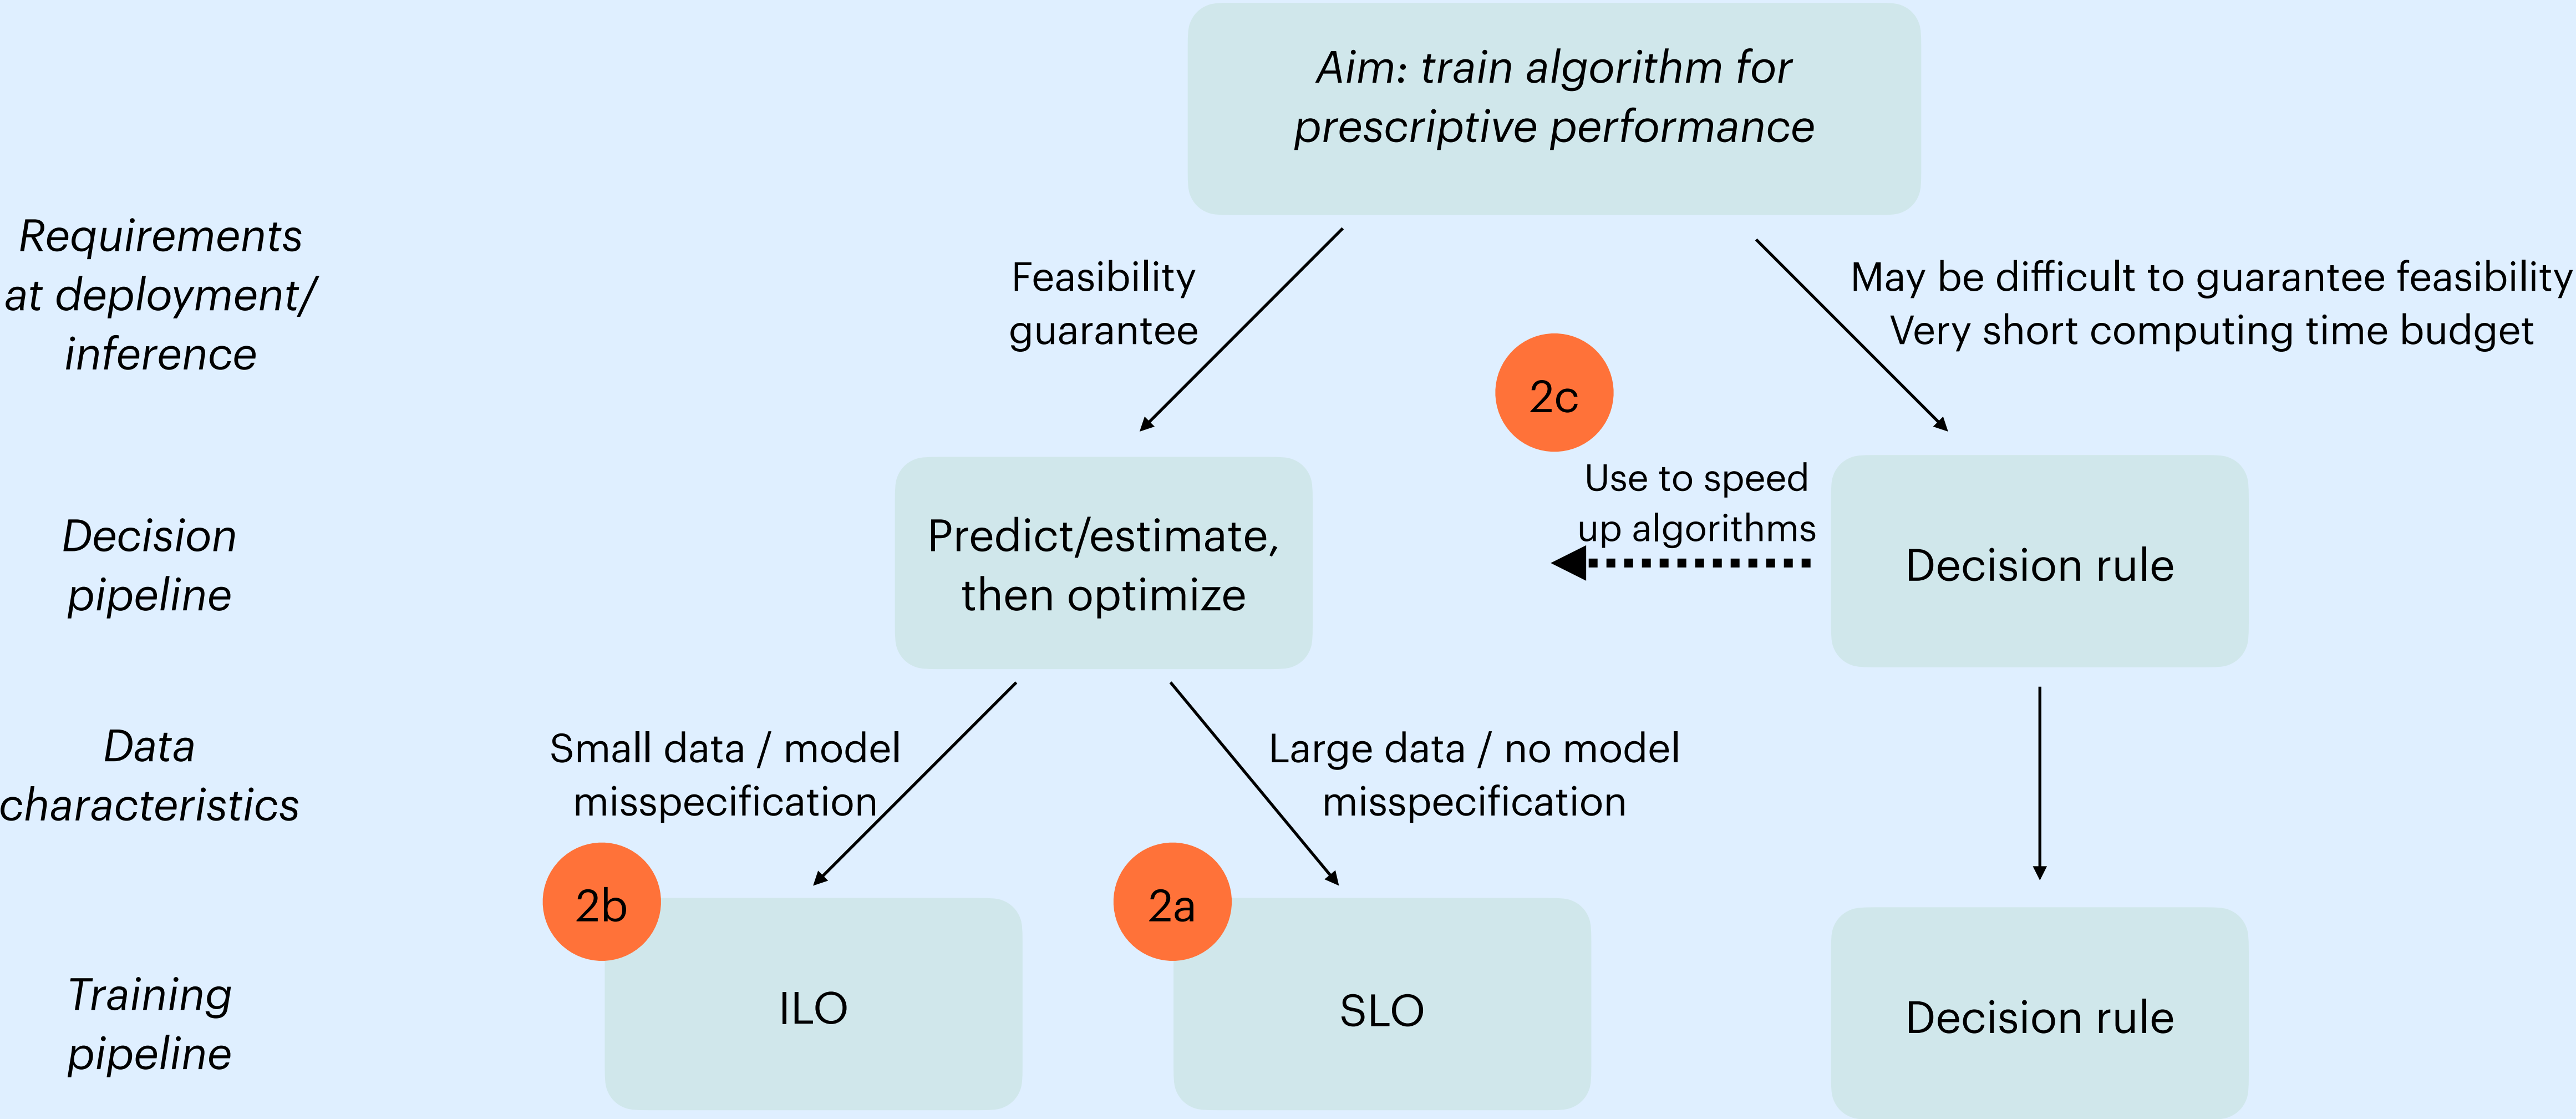 Aim: train algorithm for
prescriptive performance
Requirements
at deployment/
inference
Feasibility
guarantee
May be difficult to guarantee feasibility
Very short computing time budget
2c
Use to speed
up algorithms
Decision
pipeline
Predict/estimate,
then optimize
Decision rule
Data
characteristics
Small data / model
misspecification
Large data / no model
misspecification
2b
2a
Training
pipeline
ILO
SLO
Decision rule